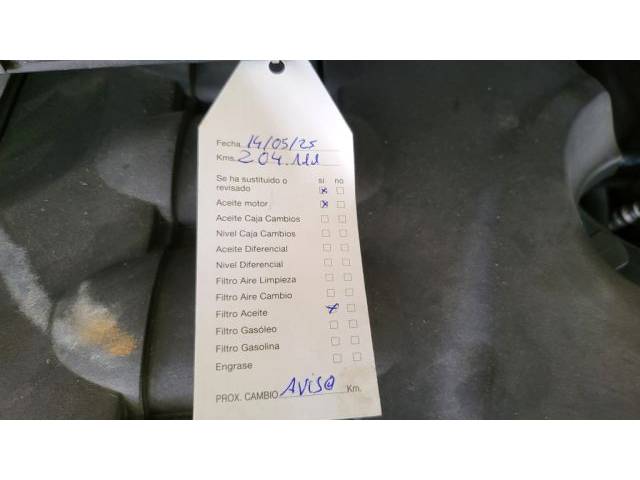 Fecha 14/05/25
Kms. 204.111
Se ha sustituido o
revisado
si no
Aceite motor
Aceite Caja Cambios
Nivel Caja Cambios
Aceite Diferencial
Nivel Diferencial
Filtro Aire Limpieza
Filtro Aire Cambio
Filtro Aceite
Filtro Gasóleo
Filtro Gasolina
Engrase
PROX. CAMBIO AViSO Km.